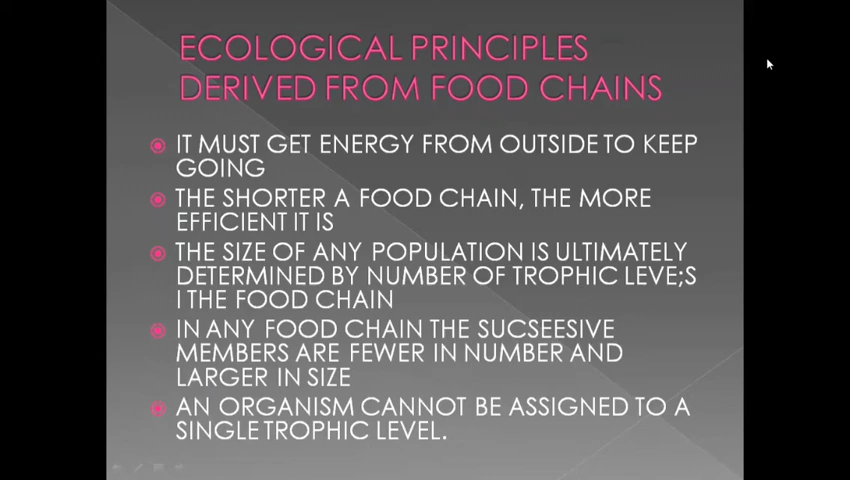 ECOLOGICAL PRINCIPLES
DERIVED FROM FOOD CHAINS
IT MUST GET ENERGY FROM OUTSIDE TO KEEP
GOING
THE SHORTER A FOOD CHAIN, THE MORE
EFFICIENT IT IS
THE SIZE OF ANY POPULATION IS ULTIMATELY
DETERMINED BY NUMBER OF TROPHIC LEVE;S
I THE FOOD CHAIN
IN ANY FOOD CHAIN THE SUCSEESIVE
MEMBERS ARE FEWER IN NUMBER AND
LARGER IN SIZE
AN ORGANISM CANNOT BE ASSIGNED TO A
SINGLE TROPHIC LEVEL.